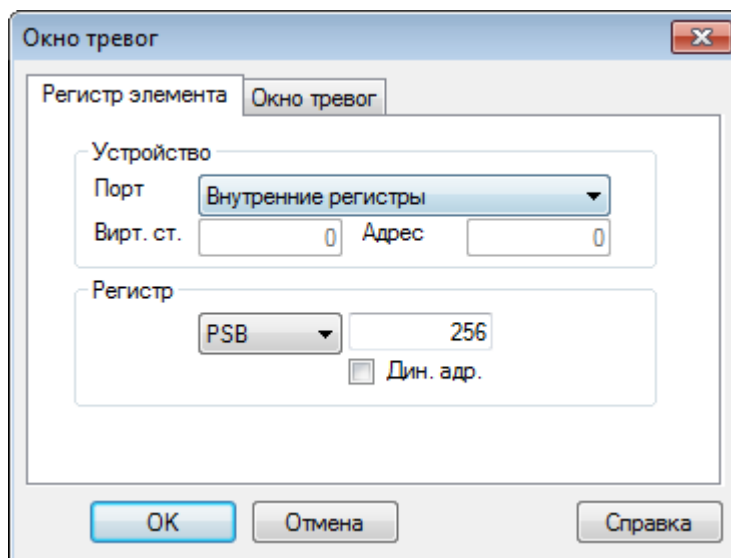 Окно тревог
Регистр элемента Окно тревог
Устройство
Порт Внутренние регистры
Вирт. ст. 0 Адрес 0
Регистр
PSB 256
Дин. адр.
OK Отмена Справка